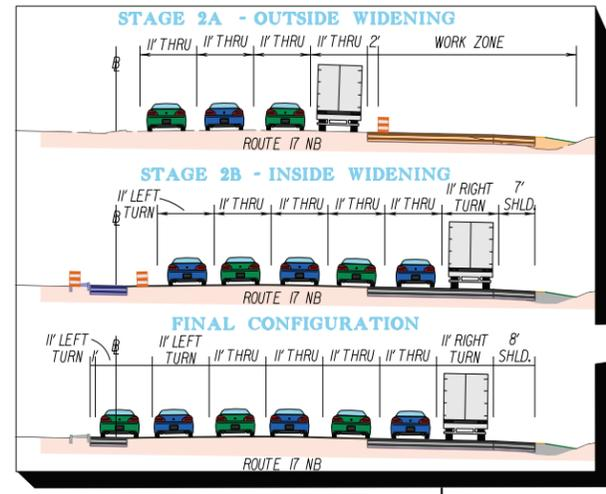 STAGE 2A - OUTSIDE WIDENING
11' THRU 11' THRU 11' THRU 11' THRU 2' WORK ZONE
BL
ROUTE 17 NB
STAGE 2B - INSIDE WIDENING
11' LEFT TURN 11' THRU 11' THRU 11' THRU 11' THRU 11' RIGHT TURN 7' SHLD.
BL
ROUTE 17 NB
FINAL CONFIGURATION
11' LEFT TURN 1' 11' LEFT TURN 11' THRU 11' THRU 11' THRU 11' THRU 11' RIGHT TURN 8' SHLD.
BL
ROUTE 17 NB